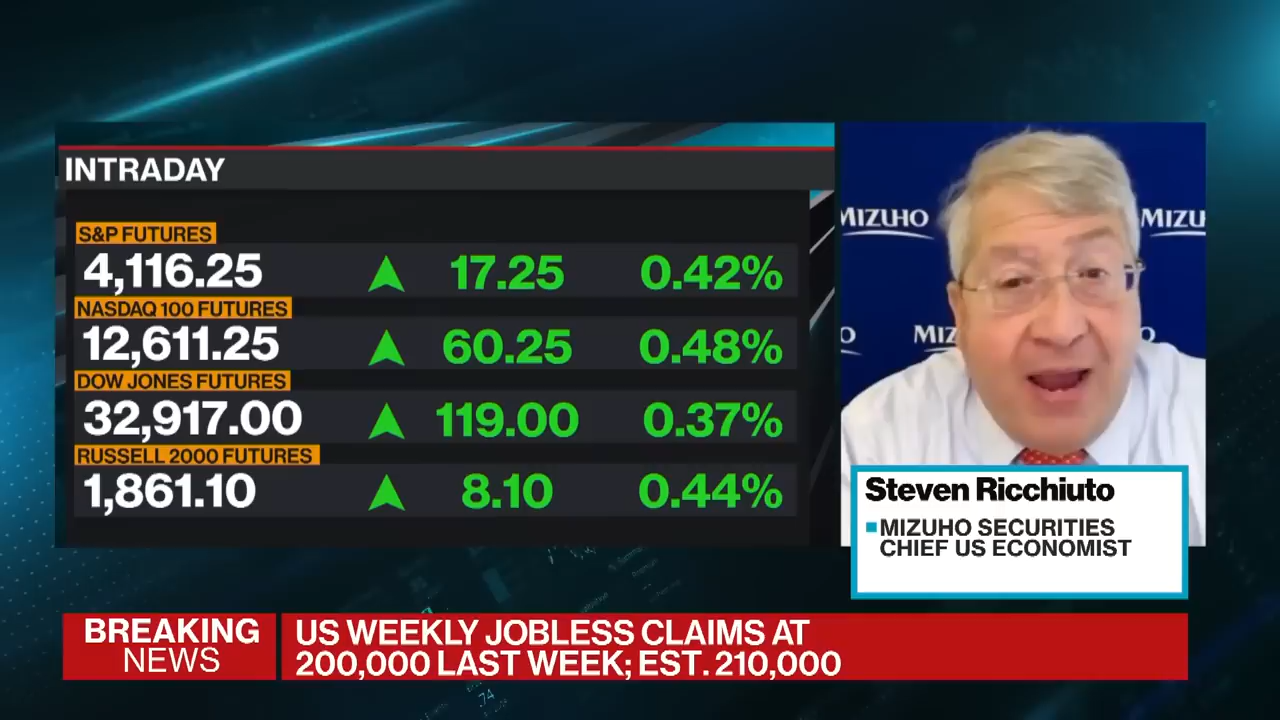 INTRADAY
S&P FUTURES
4,116.25 17.25 0.42%
NASDAQ 100 FUTURES
12,611.25 60.25 0.48%
DOW JONES FUTURES
32,917.00 119.00 0.37%
RUSSELL 2000 FUTURES
1,861.10 8.10 0.44%
MIZUHO MIZU
MIZ
Steven Ricchiuto
MIZUHO SECURITIES
CHIEF US ECONOMIST
BREAKING
NEWS
US WEEKLY JOBLESS CLAIMS AT
200,000 LAST WEEK; EST. 210,000